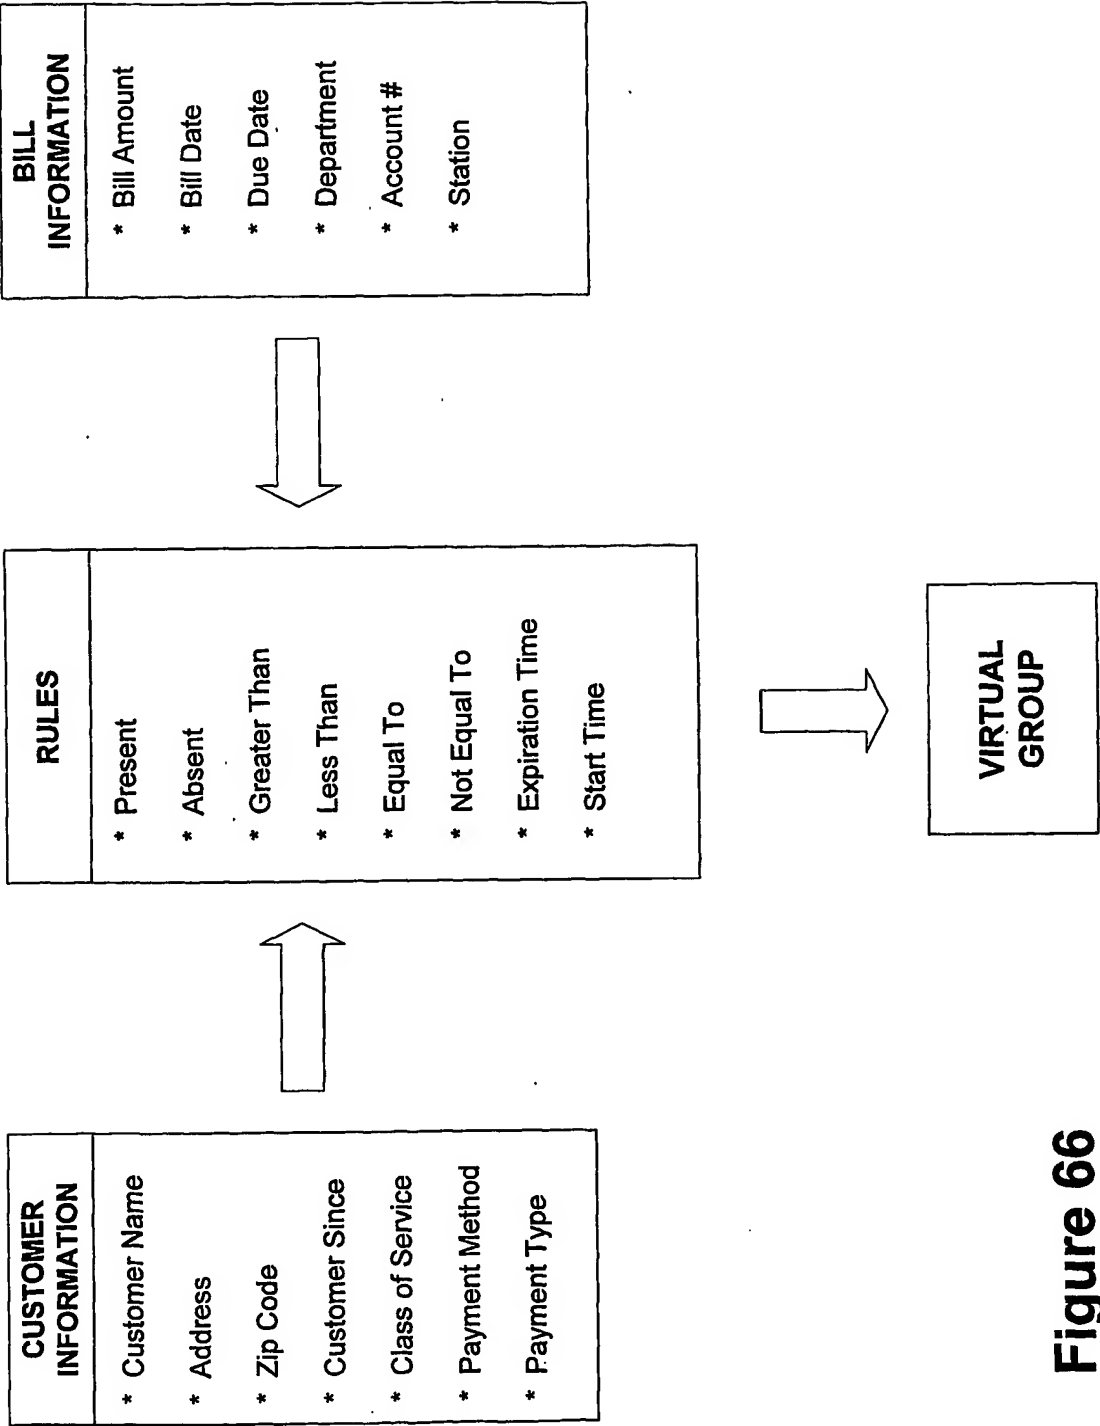 CUSTOMER
INFORMATION
* Customer Name
* Address
* Zip Code
* Customer Since
* Class of Service
* Payment Method
* Payment Type
RULES
* Present
* Absent
* Greater Than
* Less Than
* Equal To
* Not Equal To
* Expiration Time
* Start Time
BILL
INFORMATION
* Bill Amount
* Bill Date
* Due Date
* Department
* Account #
* Station
VIRTUAL
GROUP
Figure 66